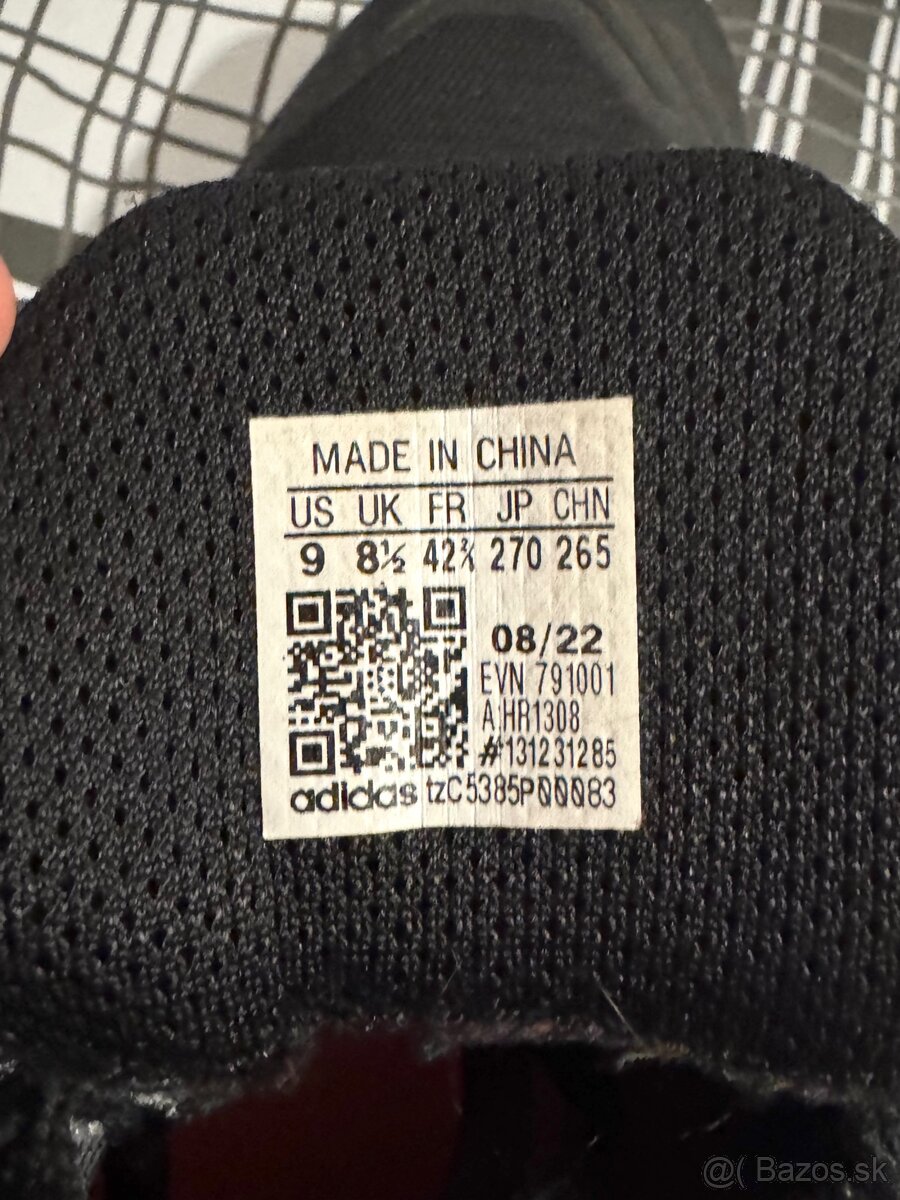 MADE IN CHINA
US UK FR JP CHN
9 8½ 42⅔ 270 265
08/22
EVN 791001
A:HR1308
#131231285
adidas tzC5385P00083
@( Bazos.sk